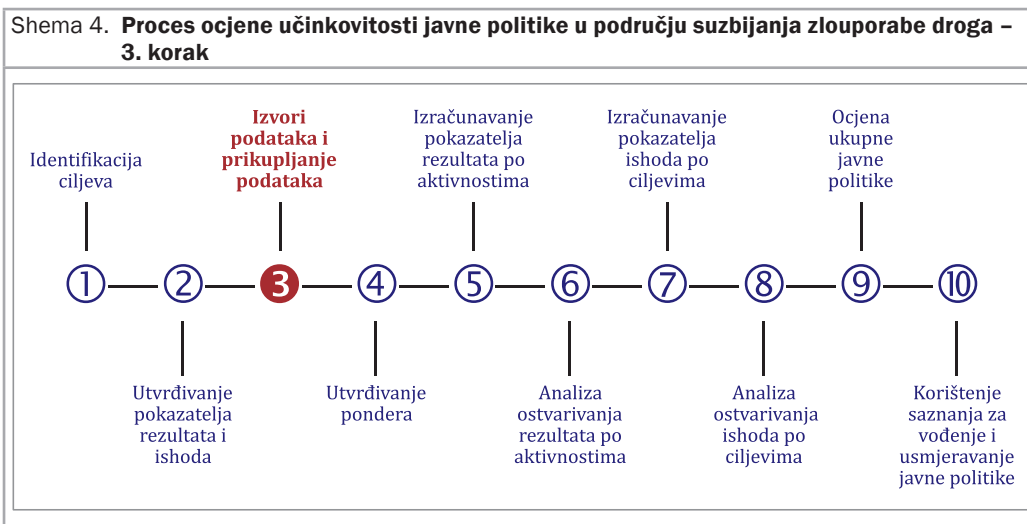 Shema 4. Proces ocjene učinkovitosti javne politike u području suzbijanja zlouporabe droga –
3. korak
Identifikacija
ciljeva
Izvori
podataka i
prikupljanje
podataka
Izračunavanje
pokazatelja
rezultata po
aktivnostima
Izračunavanje
pokazatelja
ishoda po
ciljevima
Ocjena
ukupne
javne
politike
1 2 3 4 5 6 7 8 9 10
Utvrđivanje
pokazatelja
rezultata i
ishoda
Utvrđivanje
pondera
Analiza
ostvarivanja
rezultata po
aktivnostima
Analiza
ostvarivanja
ishoda po
ciljevima
Korištenje
saznanja za
vođenje i
usmjeravanje
javne politike